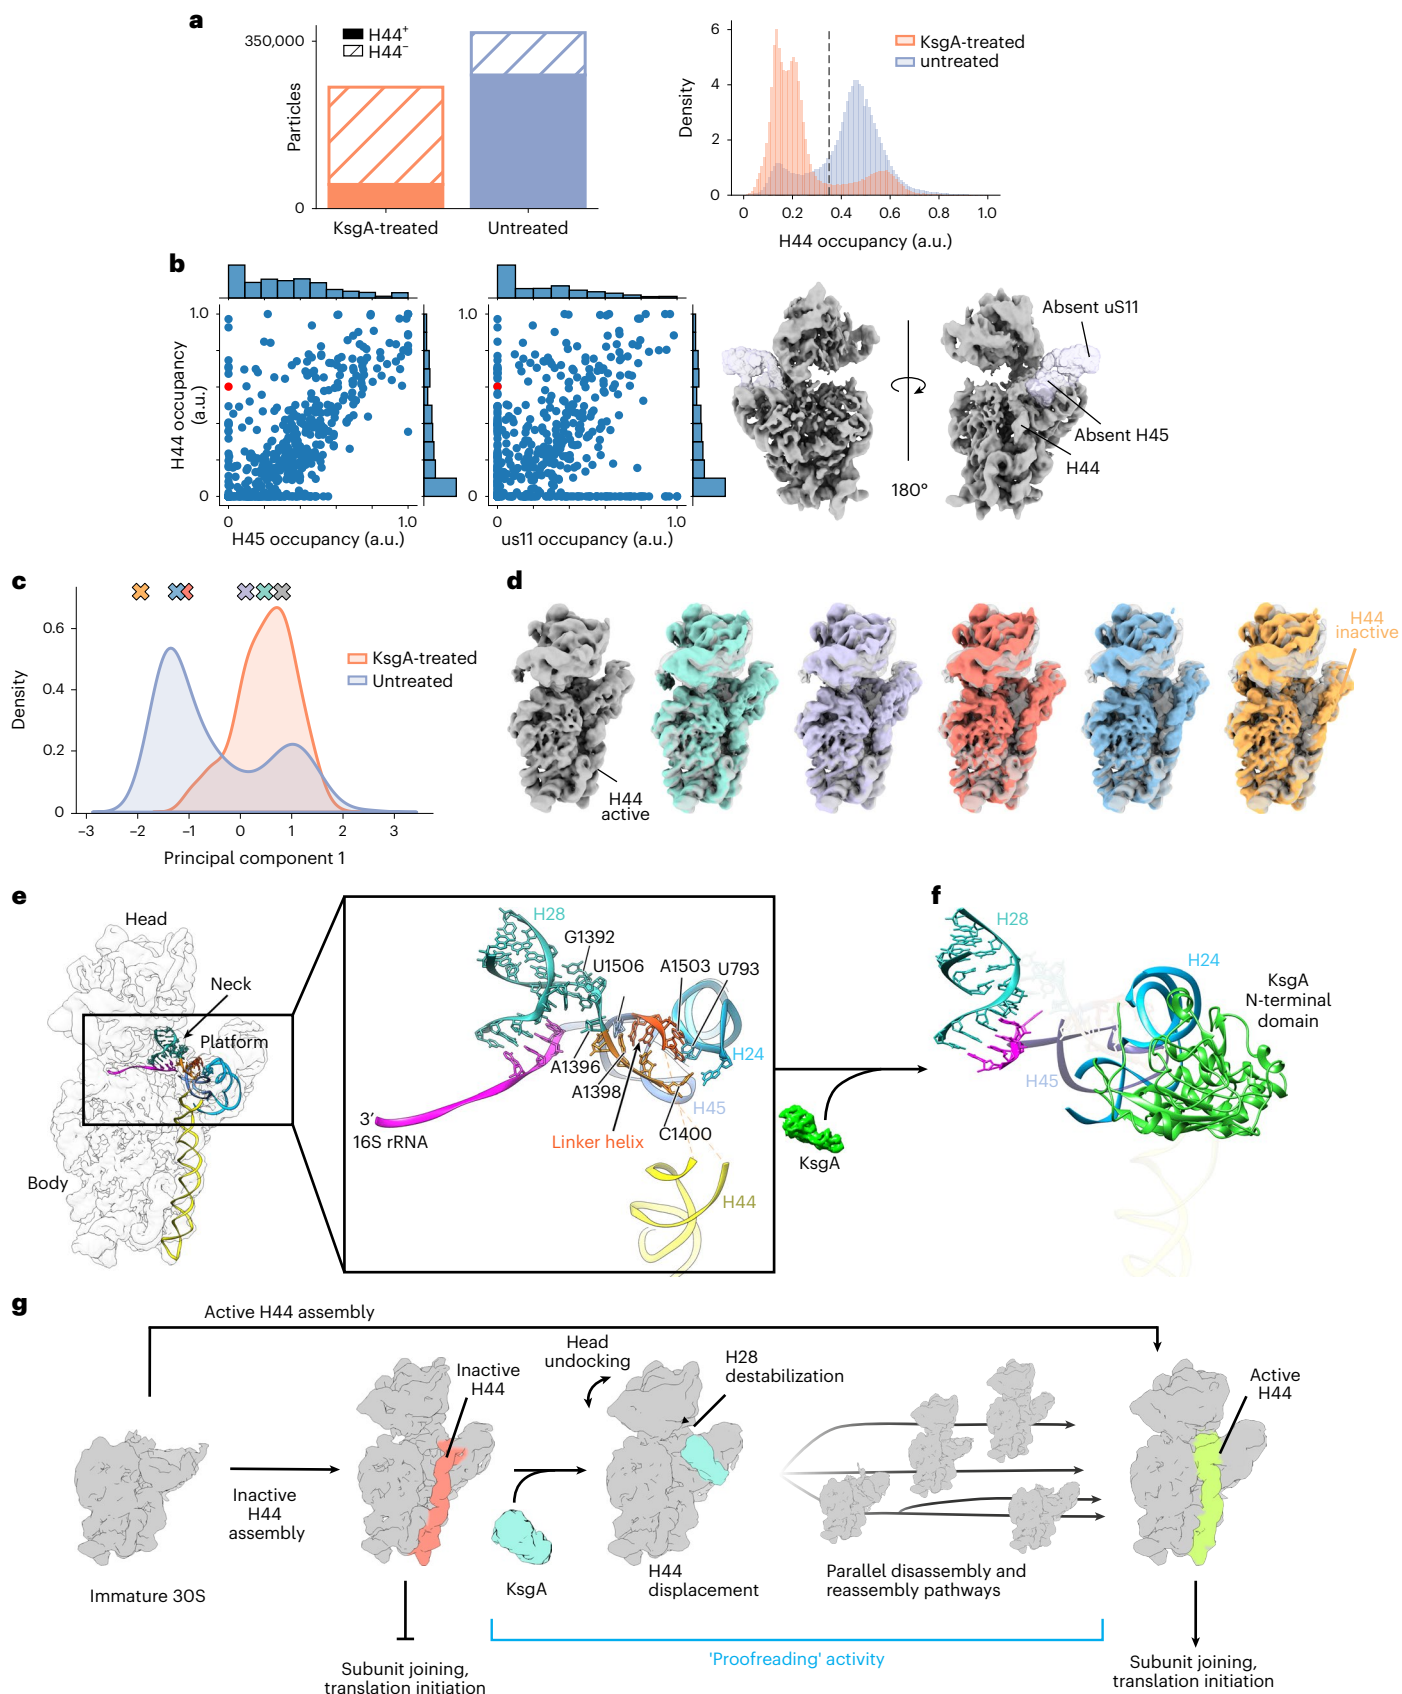 a
350,000
0
Particles
H44+
H44−
KsgA-treated
Untreated
6
4
2
0
Density
KsgA-treated
untreated
0
0.2
0.4
0.6
0.8
1.0
H44 occupancy (a.u.)
b
1.0
0
H44 occupancy
(a.u.)
0
1.0
H45 occupancy (a.u.)
1.0
0
0
1.0
us11 occupancy (a.u.)
180°
Absent uS11
Absent H45
H44
c
0.6
0.4
0.2
0
Density
KsgA-treated
Untreated
−3
−2
−1
0
1
2
3
Principal component 1
d
H44
active
H44
inactive
e
Head
Neck
Platform
Body
H28
G1392
U1506
A1503
U793
H24
A1396
A1398
H45
C1400
Linker helix
3′
16S rRNA
H44
KsgA
f
H28
H24
KsgA
N-terminal
domain
H45
g
Active H44 assembly
Immature 30S
Inactive
H44
assembly
Inactive
H44
Subunit joining,
translation initiation
Head
undocking
KsgA
H28
destabilization
H44
displacement
Parallel disassembly and
reassembly pathways
'Proofreading' activity
Active
H44
Subunit joining,
translation initiation